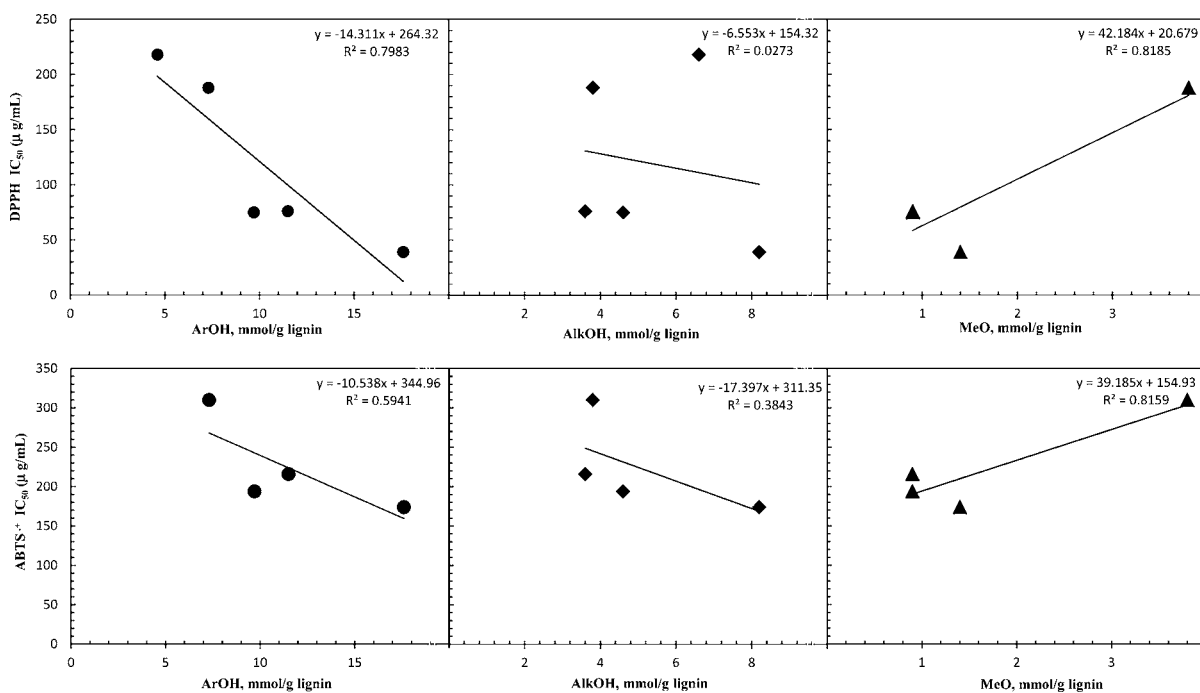 y = -14.311x + 264.32
R² = 0.7983
y = -6.553x + 154.32
R² = 0.0273
y = 42.184x + 20.679
R² = 0.8185
DPPH IC₅₀ (µ g/mL)
250
200
150
100
50
0
0 5 10 15
2 4 6 8
1 2 3
ArOH, mmol/g lignin
AlkOH, mmol/g lignin
MeO, mmol/g lignin
y = -10.538x + 344.96
R² = 0.5941
y = -17.397x + 311.35
R² = 0.3843
y = 39.185x + 154.93
R² = 0.8159
ABTS·⁺ IC₅₀ (µ g/mL)
350
300
250
200
150
100
50
0
0 5 10 15
2 4 6 8
1 2 3
ArOH, mmol/g lignin
AlkOH, mmol/g lignin
MeO, mmol/g lignin